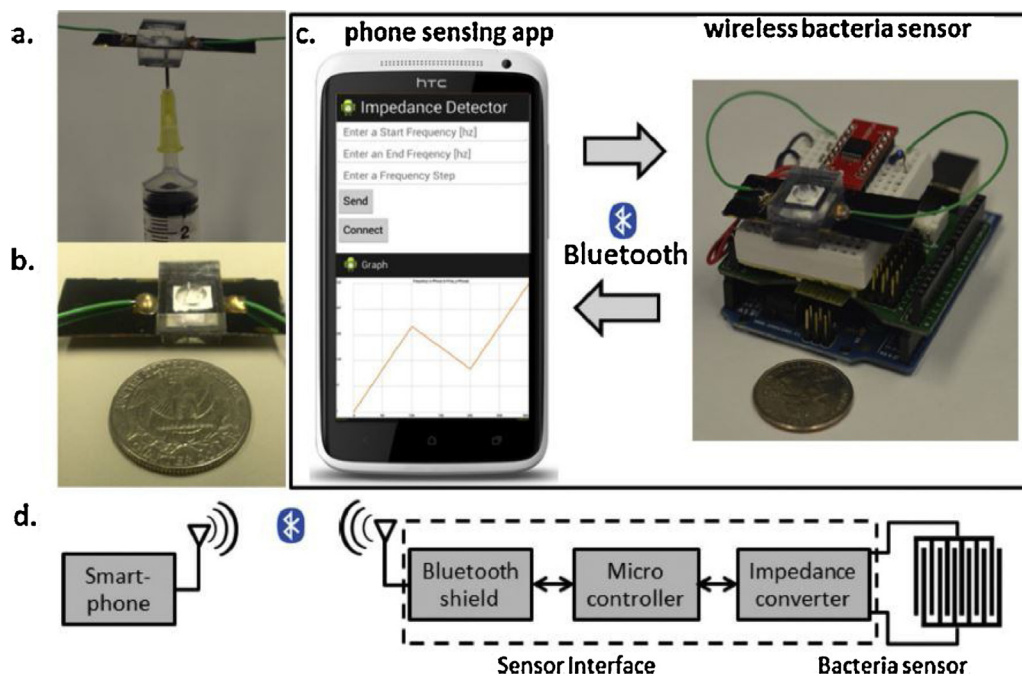 a.
b.
c.
phone sensing app
wireless bacteria sensor
htc
Impedance Detector
Enter a Start Frequency [hz]
Enter an End Freqency [hz]
Enter a Frequency Step
Send
Connect
Graph
Bluetooth
2
d.
Smart-
phone
Bluetooth
shield
Micro
controller
Impedance
converter
Sensor Interface
Bacteria sensor